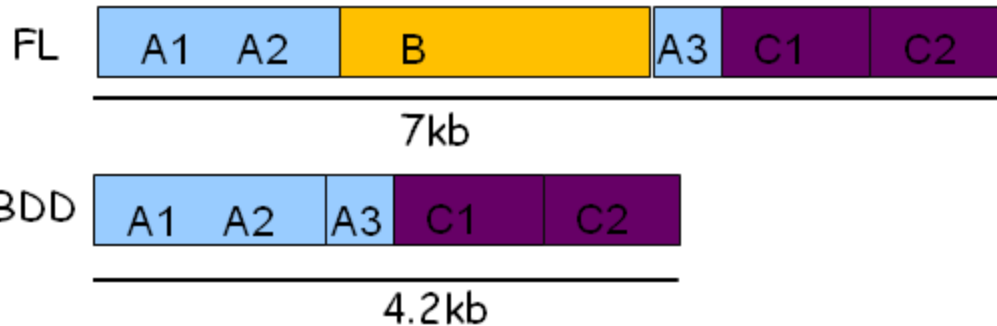 FL A1 A2 B A3 C1 C2
7kb
BDD A1 A2 A3 C1 C2
4.2kb